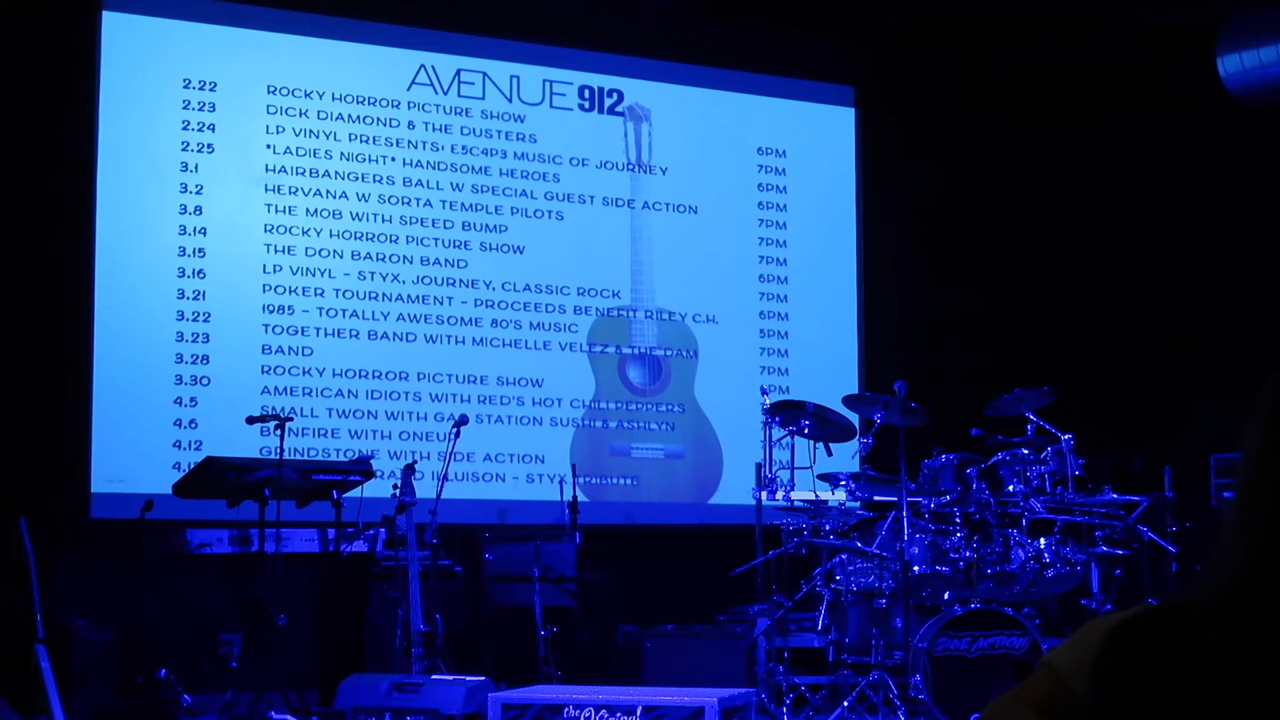 AVENUE 912
2.22 ROCKY HORROR PICTURE SHOW 6PM
2.23 DICK DIAMOND & THE DUSTERS 7PM
2.24 LP VINYL PRESENTS: E5C4P3 MUSIC OF JOURNEY 6PM
2.25 *LADIES NIGHT* HANDSOME HEROES 6PM
3.1 HAIRBANGERS BALL W SPECIAL GUEST SIDE ACTION 7PM
3.2 HERVANA W SORTA TEMPLE PILOTS 7PM
3.8 THE MOB WITH SPEED BUMP 7PM
3.14 ROCKY HORROR PICTURE SHOW 6PM
3.15 THE DON BARON BAND 7PM
3.16 LP VINYL - STYX, JOURNEY, CLASSIC ROCK 6PM
3.21 POKER TOURNAMENT - PROCEEDS BENEFIT RILEY C.H. 5PM
3.22 1985 - TOTALLY AWESOME 80'S MUSIC 7PM
3.23 TOGETHER BAND WITH MICHELLE VELEZ & THE DAM 7PM
BAND
3.28 ROCKY HORROR PICTURE SHOW
3.30 AMERICAN IDIOTS WITH RED'S HOT CHILI PEPPERS
4.5 SMALL TWON WITH GAS STATION SUSHI & ASHLYN
4.6 BONFIRE WITH ONEUP
4.12 GRINDSTONE WITH SIDE ACTION
ILLUISON - STYX TRIBUTE
SIDE ACTION
the